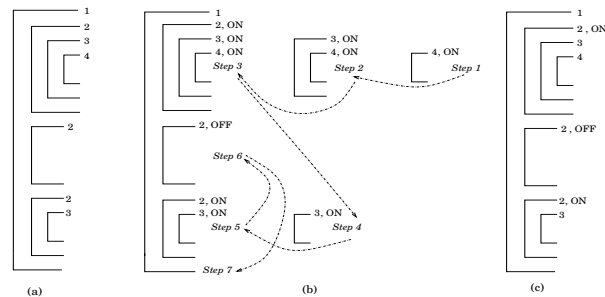 1
2
3
4
2
2
3
(a)
1
2, ON
3, ON
4, ON
Step 3
3, ON
4, ON
Step 2
4, ON
Step 1
2, OFF
Step 6
2, ON
3, ON
Step 5
3, ON
Step 4
Step 7
(b)
1
2, ON
3
4
2, OFF
2, ON
3
(c)